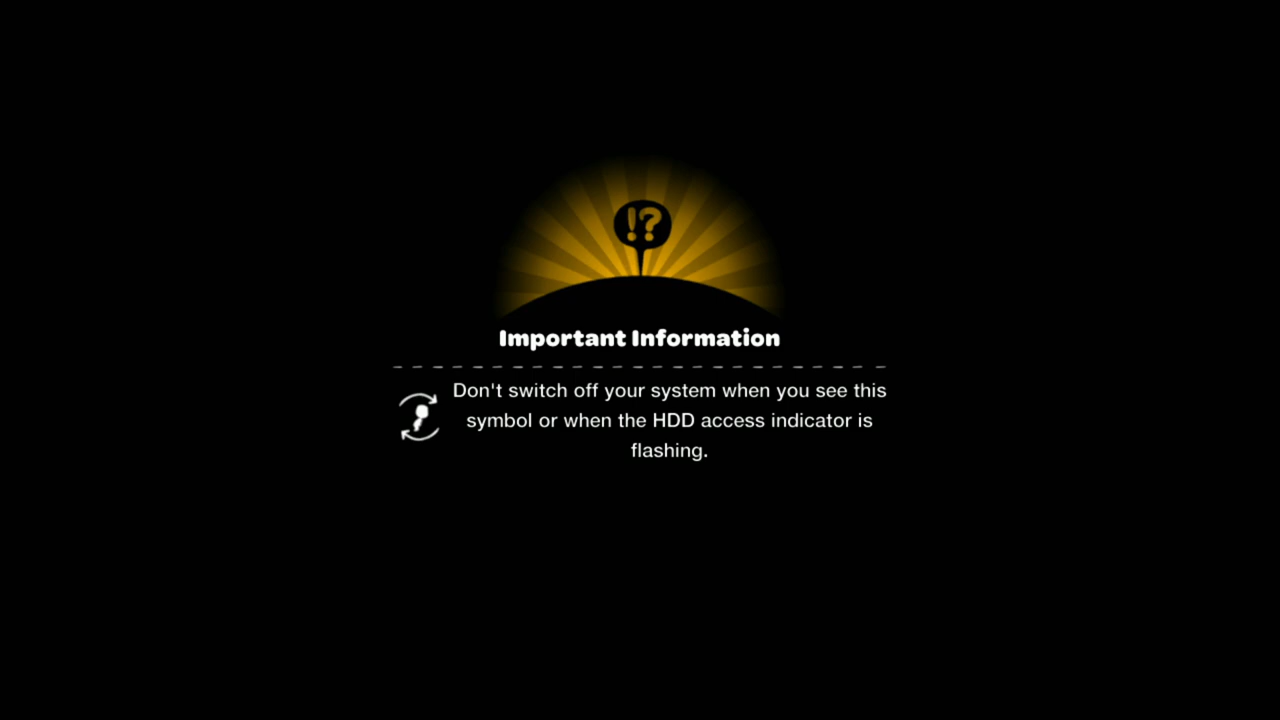 !?
Important Information
Don't switch off your system when you see this
symbol or when the HDD access indicator is
flashing.